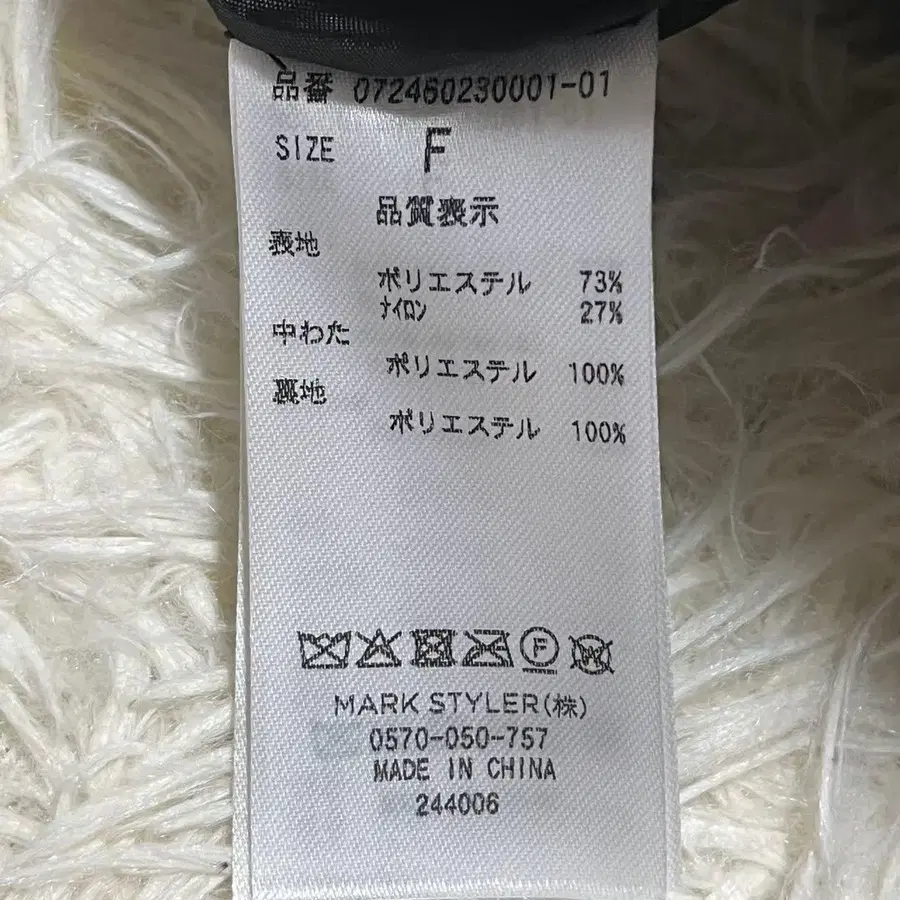 品番 072460230001-01
SIZE F
品質表示
表地
ポリエステル 73%
ナイロン 27%
中わた
ポリエステル 100%
裏地
ポリエステル 100%
F
W
MARK STYLER(株)
0570-050-757
MADE IN CHINA
244006